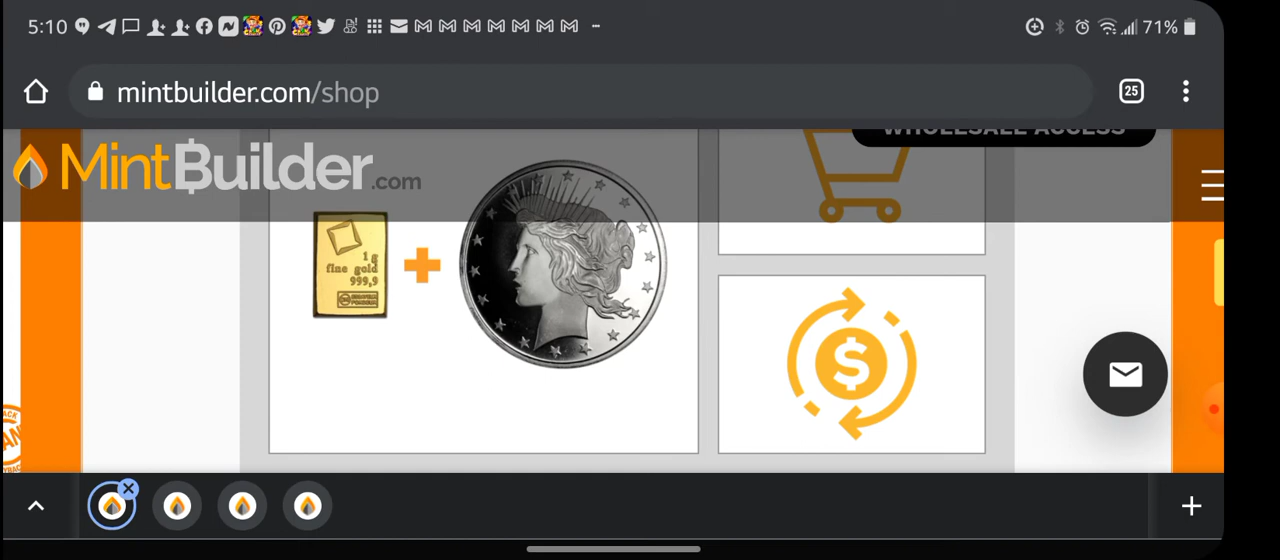 5:10
71%
mintbuilder.com/shop
25
WHOLESALE ACCESS
MintBuilder.com
1g
fine gold
999,9
$